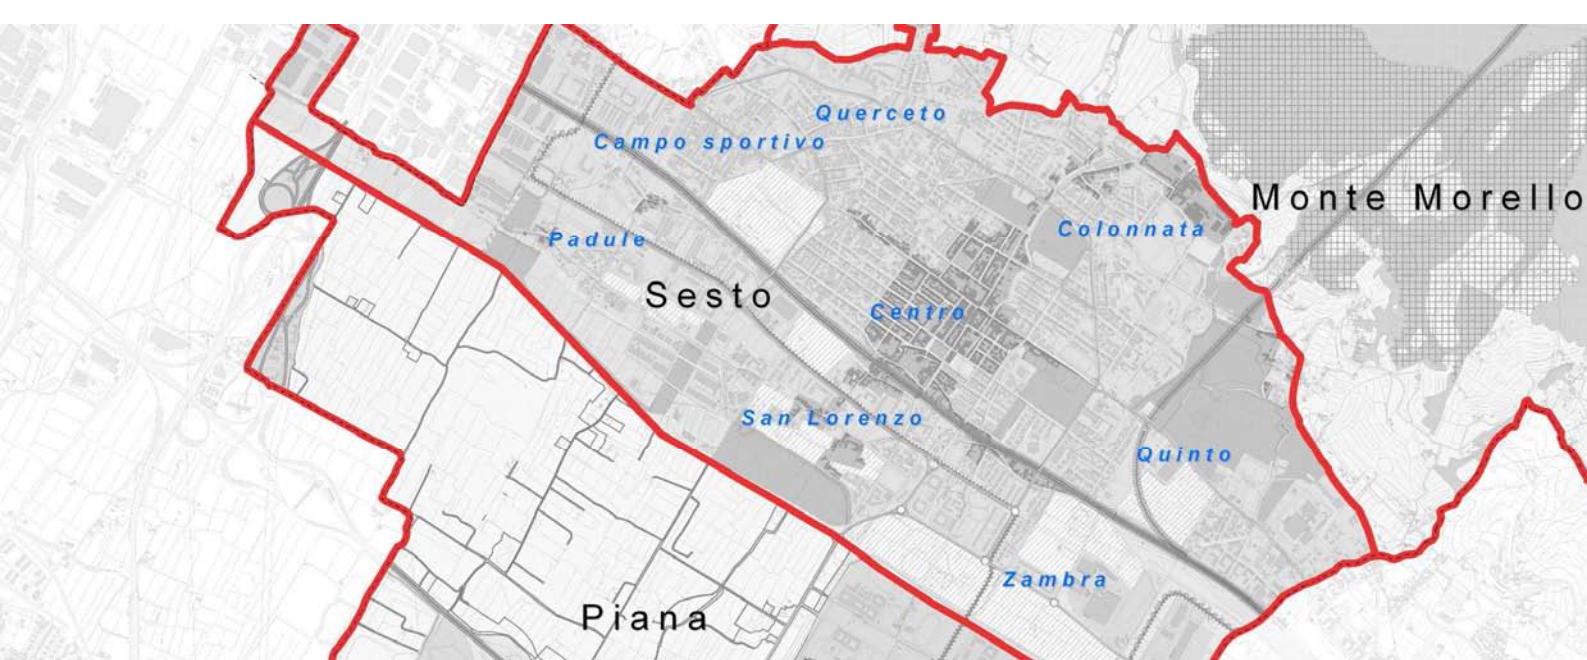 Querceto
Campo sportivo
Monte Morello
Colonnata
Padule
Sesto
Centro
San Lorenzo
Quinto
Zambra
Piana